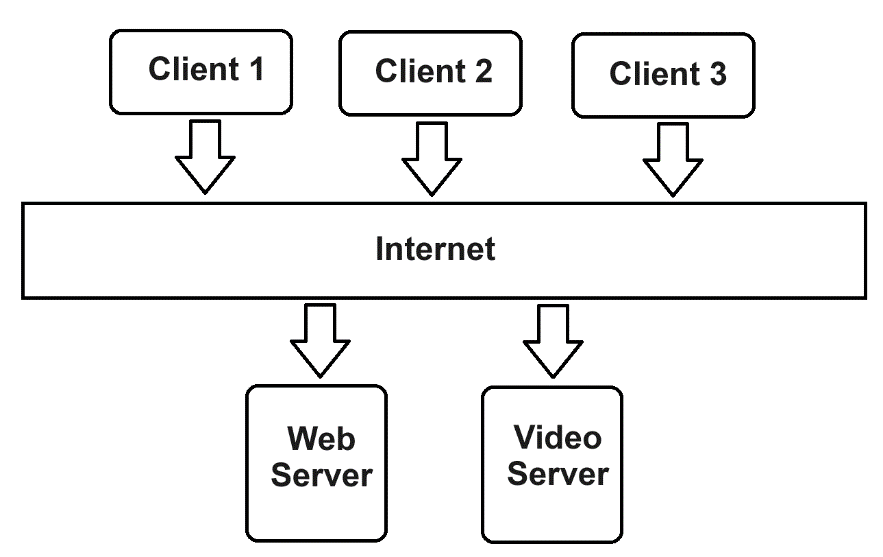 Client 1
Client 2
Client 3
Internet
Web
Server
Video
Server